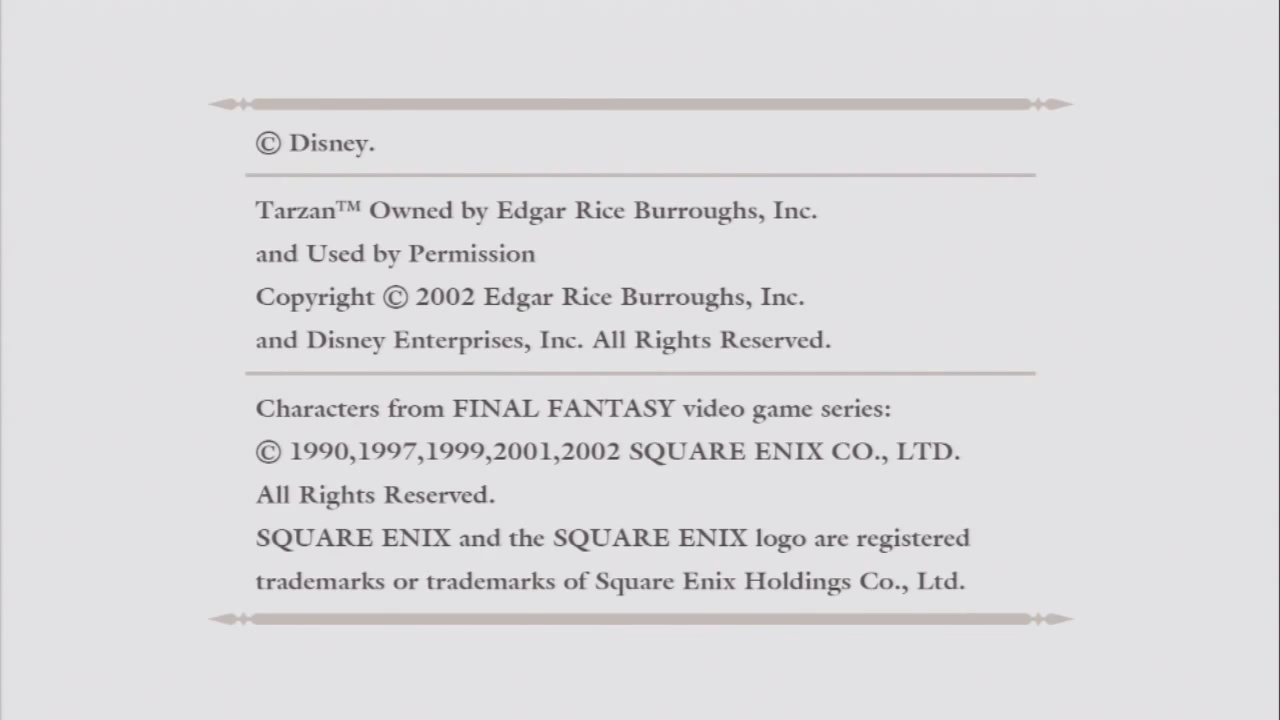 © Disney.
Tarzan™ Owned by Edgar Rice Burroughs, Inc.
and Used by Permission
Copyright © 2002 Edgar Rice Burroughs, Inc.
and Disney Enterprises, Inc. All Rights Reserved.
Characters from FINAL FANTASY video game series:
© 1990,1997,1999,2001,2002 SQUARE ENIX CO., LTD.
All Rights Reserved.
SQUARE ENIX and the SQUARE ENIX logo are registered
trademarks or trademarks of Square Enix Holdings Co., Ltd.